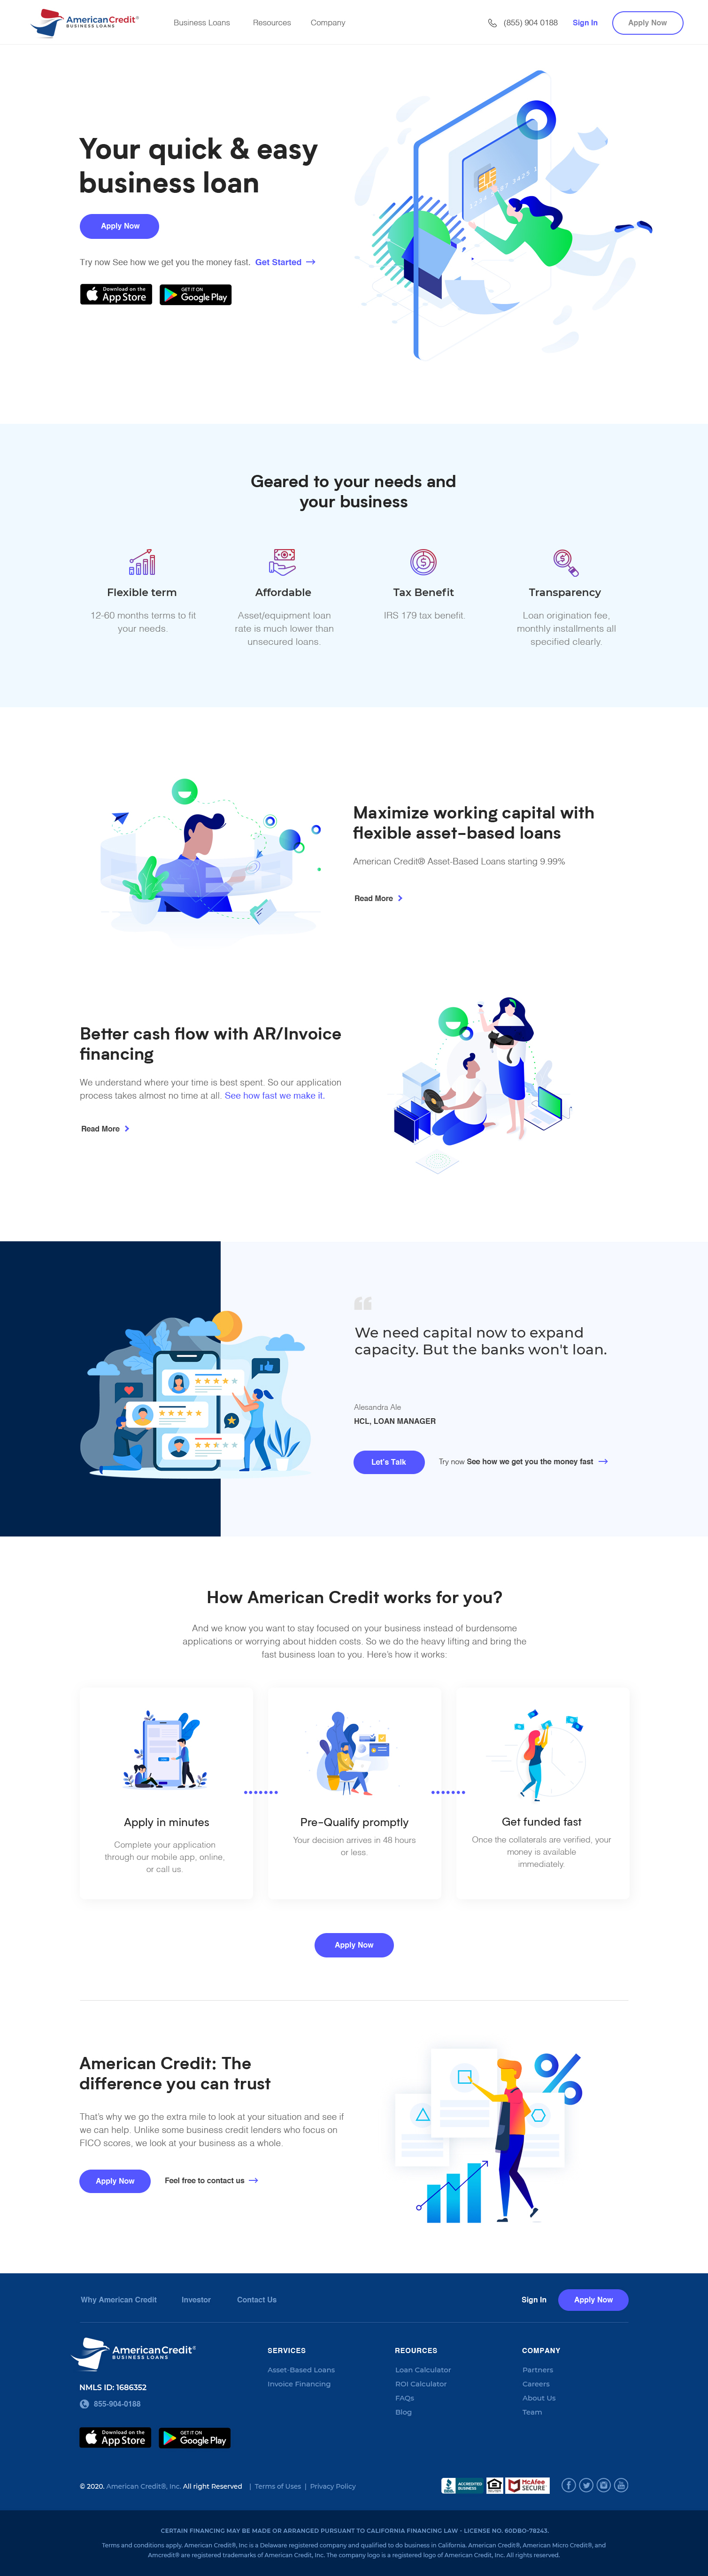 AmericanCredit®
BUSINESS LOANS
Business Loans
Resources
Company
(855) 904 0188
Sign In
Apply Now
Your quick & easy
business loan
Apply Now
Try now See how we get you the money fast. Get Started
Download on the
App Store
GET IT ON
Google Play
Geared to your needs and
your business
Flexible term
12-60 months terms to fit
your needs.
Affordable
Asset/equipment loan
rate is much lower than
unsecured loans.
Tax Benefit
IRS 179 tax benefit.
Transparency
Loan origination fee,
monthly installments all
specified clearly.
Maximize working capital with
flexible asset-based loans
American Credit® Asset-Based Loans starting 9.99%
Read More
Better cash flow with AR/Invoice
financing
We understand where your time is best spent. So our application
process takes almost no time at all. See how fast we make it.
Read More
We need capital now to expand
capacity. But the banks won't loan.
Alesandra Ale
HCL, LOAN MANAGER
Let's Talk
Try now See how we get you the money fast
How American Credit works for you?
And we know you want to stay focused on your business instead of burdensome
applications or worrying about hidden costs. So we do the heavy lifting and bring the
fast business loan to you. Here's how it works.
Apply in minutes
Complete your application
through our mobile app, online,
or call us.
Pre-Qualify promptly
Your decision arrives in 48 hours
or less.
Get funded fast
Once the collaterals are verified, your
money is available
immediately.
Apply Now
American Credit: The
difference you can trust
That's why we go the extra mile to look at your situation and see if
we can help. Unlike some business credit lenders who focus on
FICO scores, we look at your business as a whole.
Apply Now
Feel free to contact us
Why American Credit
Investor
Contact Us
Sign In
Apply Now
AmericanCredit®
BUSINESS LOANS
NMLS ID: 1686352
855-904-0188
Download on the
App Store
GET IT ON
Google Play
SERVICES
Asset-Based Loans
Invoice Financing
REOURCES
Loan Calculator
ROI Calculator
FAQs
Blog
COMPANY
Partners
Careers
About Us
Team
© 2020. American Credit®, Inc. All right Reserved | Terms of Uses | Privacy Policy
BBB
ACCREDITED
BUSINESS
McAfee
SECURE
CERTAIN FINANCING MAY BE MADE OR ARRANGED PURSUANT TO CALIFORNIA FINANCING LAW - LICENSE NO. 60DBO-78243.
Terms and conditions apply. American Credit®, Inc is a Delaware registered company and qualified to do business in California. American Credit®, American Micro Credit®, and
Amcredit® are registered trademarks of American Credit, Inc. The company logo is a registered logo of American Credit, Inc. All rights reserved.